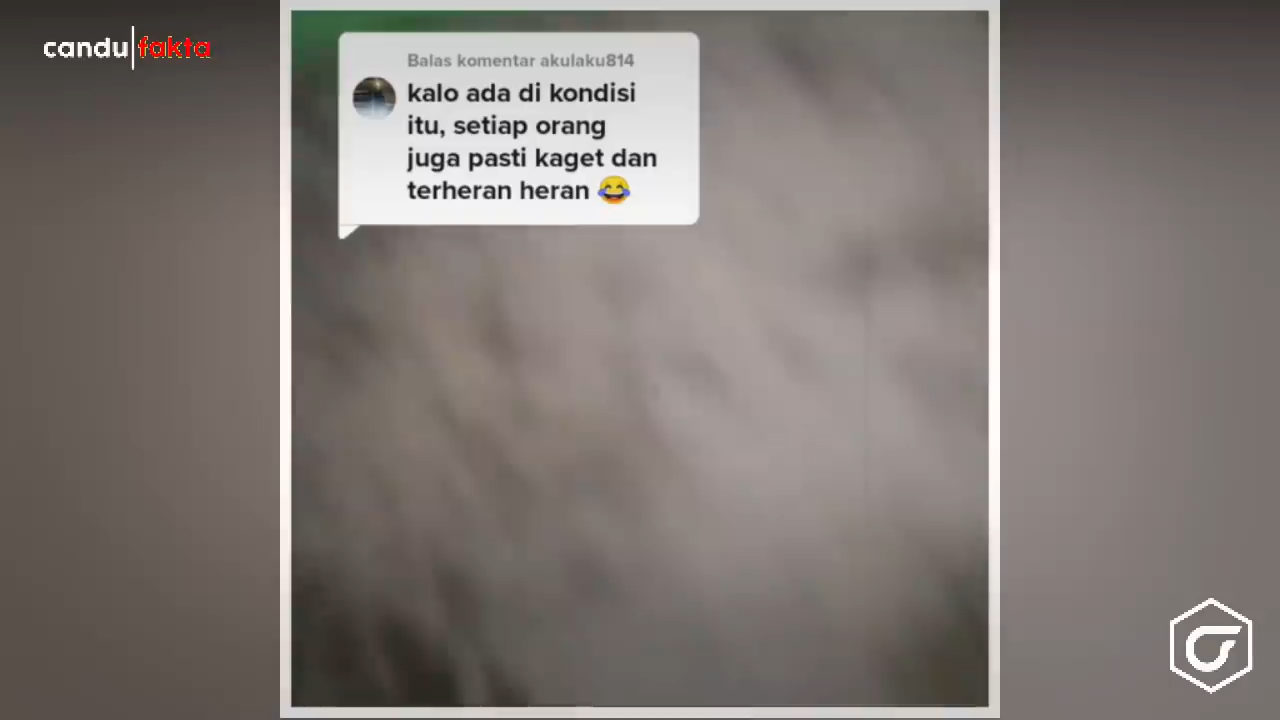 candu fakta
Balas komentar akulaku814
kalo ada di kondisi
itu, setiap orang
juga pasti kaget dan
terheran heran 😂